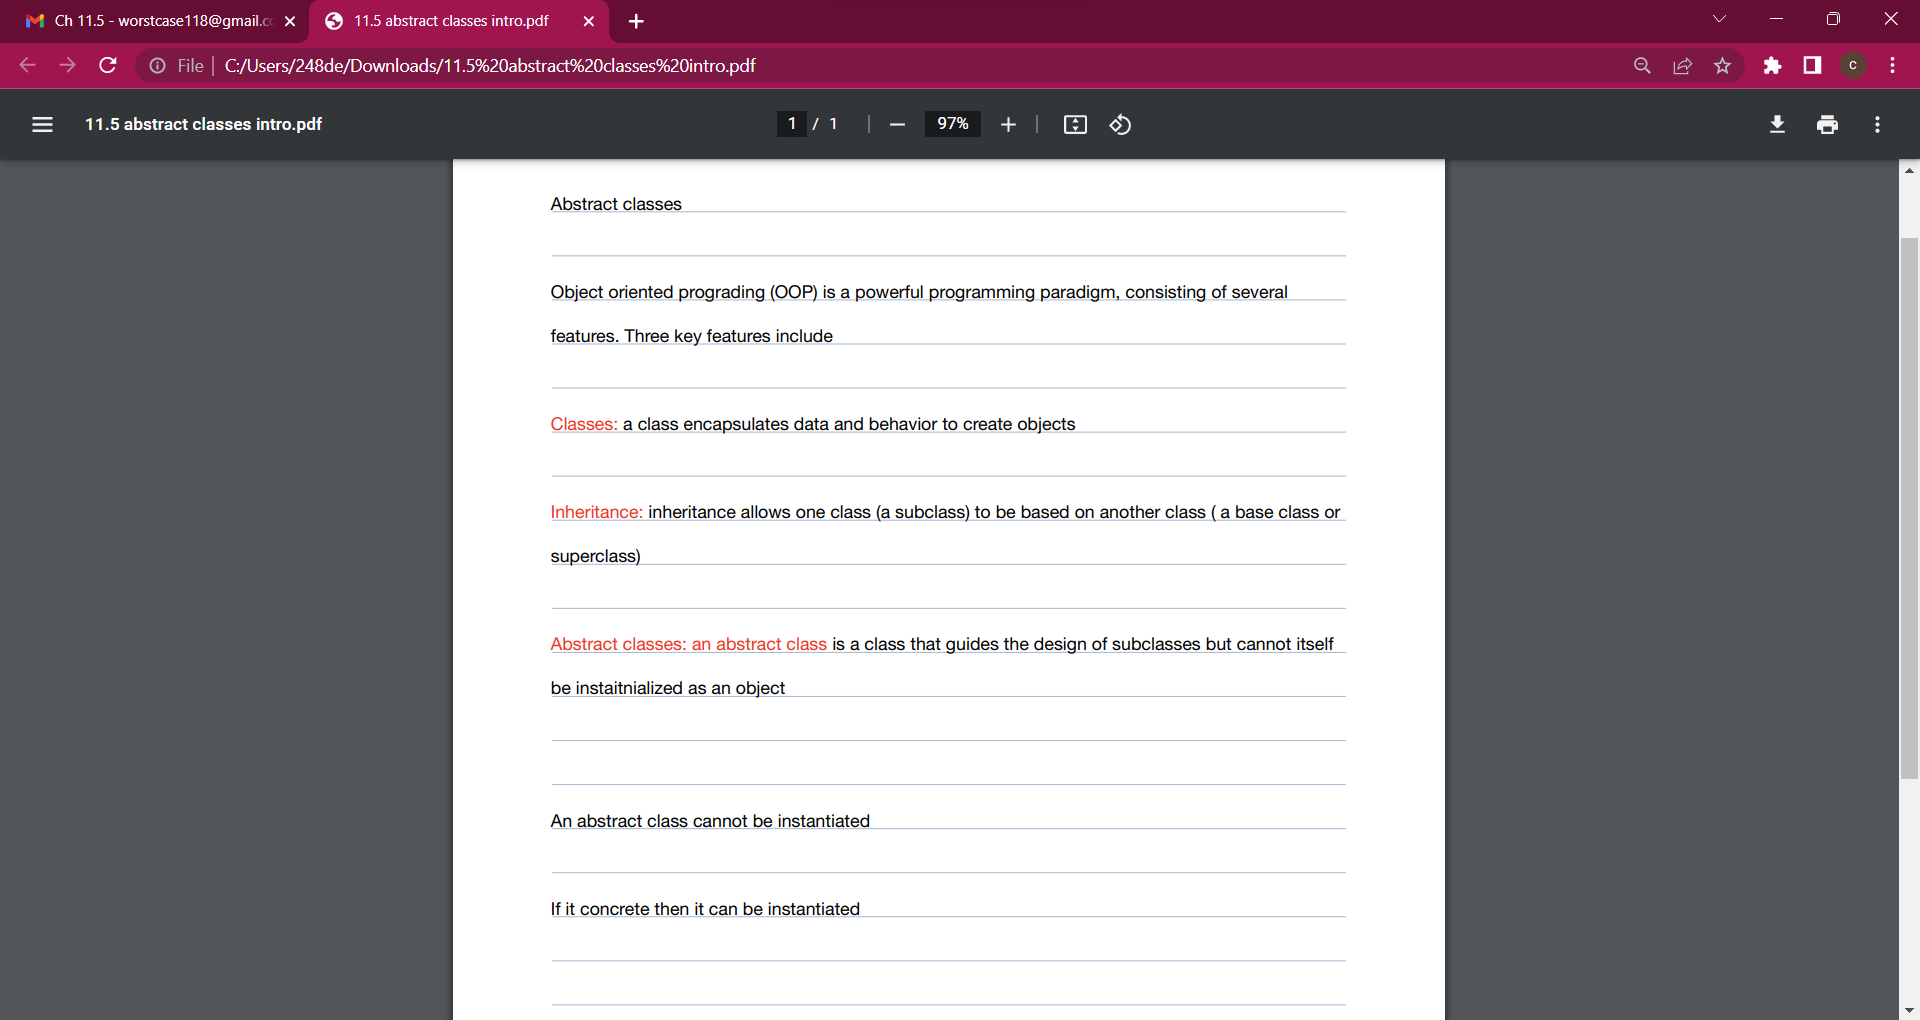 Ch 11.5 - worstcase118@gmail.c
11.5 abstract classes intro.pdf
File
C:/Users/248de/Downloads/11.5%20abstract%20classes%20intro.pdf
C
11.5 abstract classes intro.pdf
1 / 1
97%
Abstract classes
Object oriented prograding (OOP) is a powerful programming paradigm, consisting of several
features. Three key features include
Classes: a class encapsulates data and behavior to create objects
Inheritance: inheritance allows one class (a subclass) to be based on another class ( a base class or
superclass)
Abstract classes: an abstract class is a class that guides the design of subclasses but cannot itself
be instaitnialized as an object
An abstract class cannot be instantiated
If it concrete then it can be instantiated